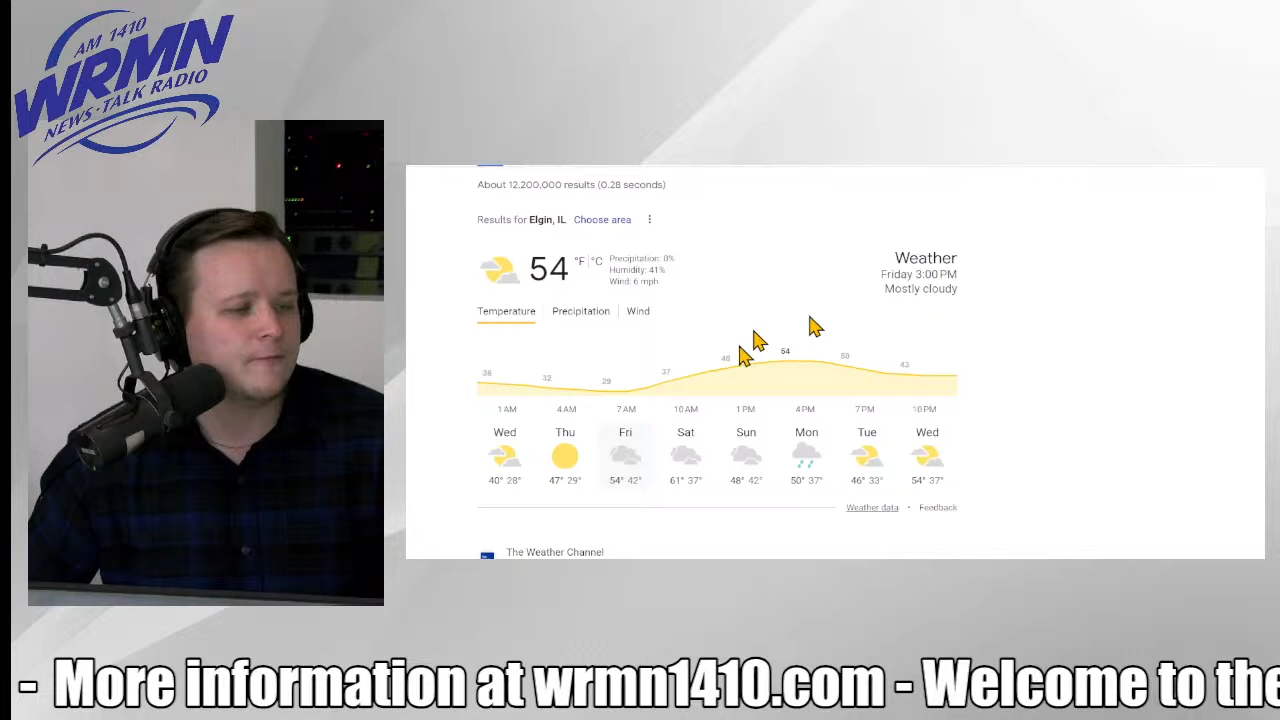 AM 1410
WRMN
NEWS·TALK RADIO
About 12,200,000 results (0.28 seconds)
Results for Elgin, IL · Choose area
54 °F | °C
Precipitation: 0%
Humidity: 41%
Wind: 6 mph
Weather
Friday 3:00 PM
Mostly cloudy
Temperature | Precipitation | Wind
36 32 29 37 48 54 50 43
1 AM 4 AM 7 AM 10 AM 1 PM 4 PM 7 PM 10 PM
Wed Thu Fri Sat Sun Mon Tue Wed
40° 28° 47° 29° 54° 42° 61° 37° 48° 42° 50° 37° 46° 33° 54° 37°
Weather data • Feedback
The Weather Channel
- More information at wrmn1410.com - Welcome to the